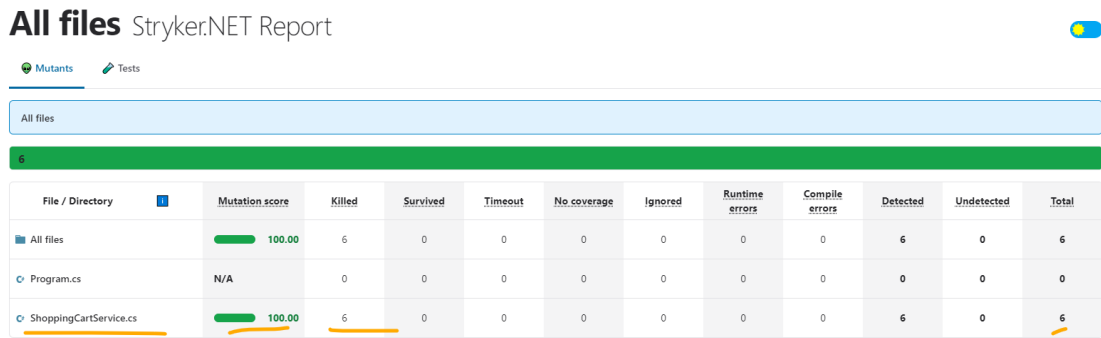 All files Stryker.NET Report
Mutants Tests
All files
6
File / Directory i Mutation score Killed Survived Timeout No coverage Ignored Runtime errors Compile errors Detected Undetected Total
All files 100.00 6 0 0 0 0 0 0 6 0 6
Program.cs N/A 0 0 0 0 0 0 0 0 0 0
ShoppingCartService.cs 100.00 6 0 0 0 0 0 0 6 0 6